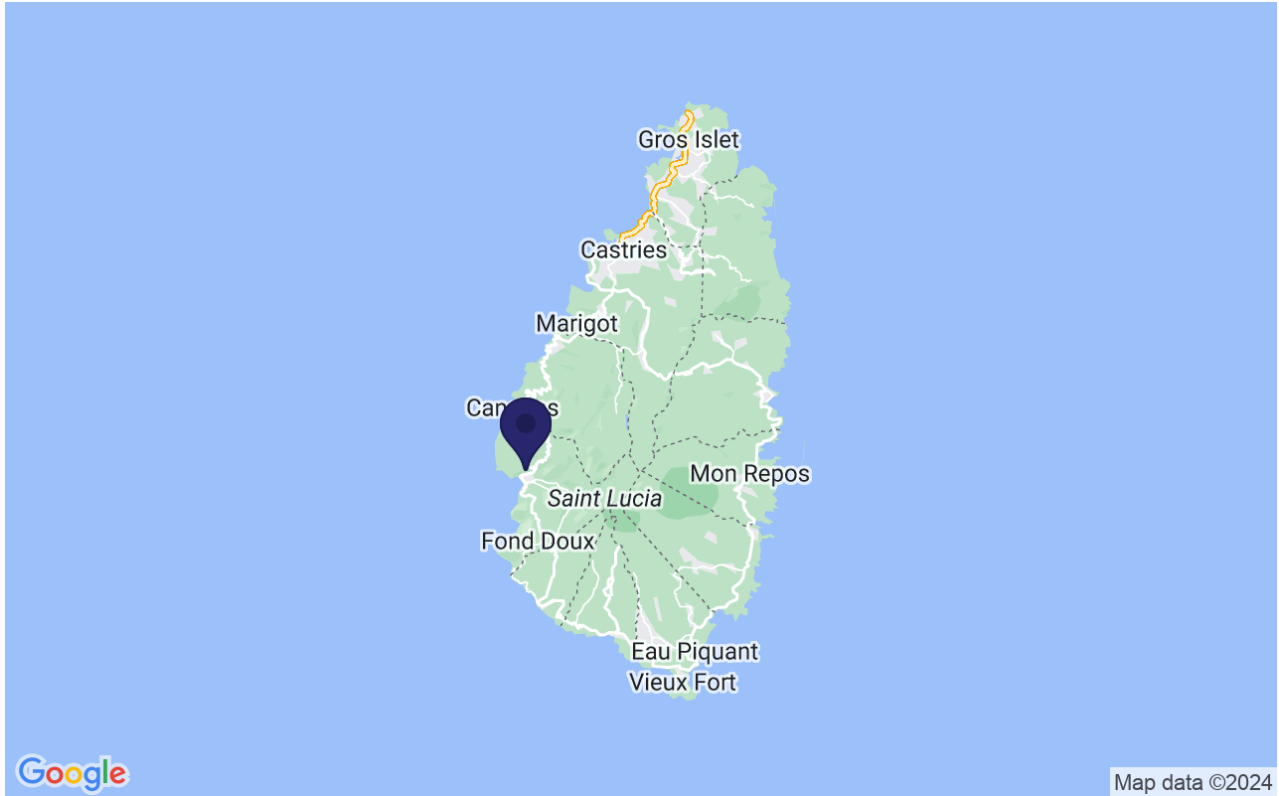 Gros Islet
Castries
Marigot
Mon Repos
Saint Lucia
Fond Doux
Eau Piquant
Vieux Fort
Google
Map data ©2024